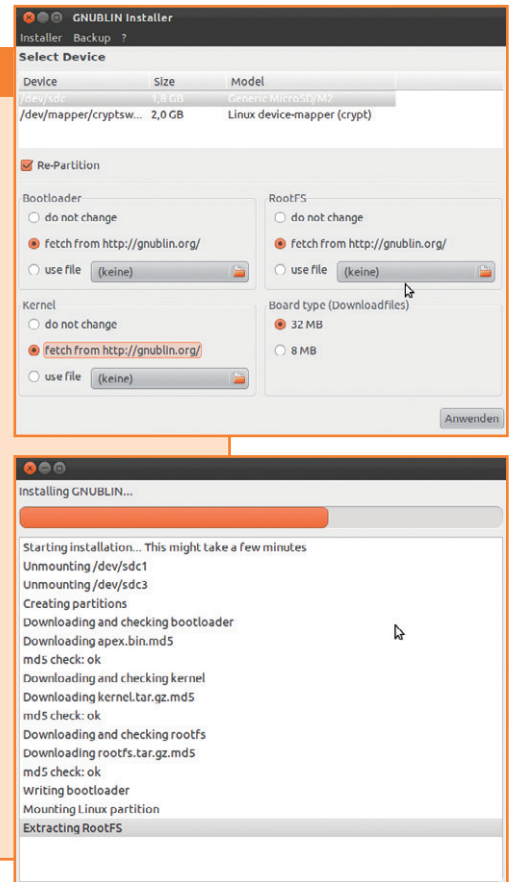 GNUBLIN Installer
Installer Backup ?
Select Device
Device Size Model
/dev/sdc 1,8 GB Generic MicroSD/M2
/dev/mapper/cryptsw... 2,0 GB Linux device-mapper (crypt)
Re-Partition
Bootloader
do not change
fetch from http://gnublin.org/
use file (keine)
RootFS
do not change
fetch from http://gnublin.org/
use file (keine)
Kernel
do not change
fetch from http://gnublin.org/
use file (keine)
Board type (Downloadfiles)
32 MB
8 MB
Anwenden
Installing GNUBLIN...
Starting installation... This might take a few minutes
Unmounting /dev/sdc1
Unmounting /dev/sdc3
Creating partitions
Downloading and checking bootloader
Downloading apex.bin.md5
md5 check: ok
Downloading and checking kernel
Downloading kernel.tar.gz.md5
md5 check: ok
Downloading and checking rootfs
Downloading rootfs.tar.gz.md5
md5 check: ok
Writing bootloader
Mounting Linux partition
Extracting RootFS